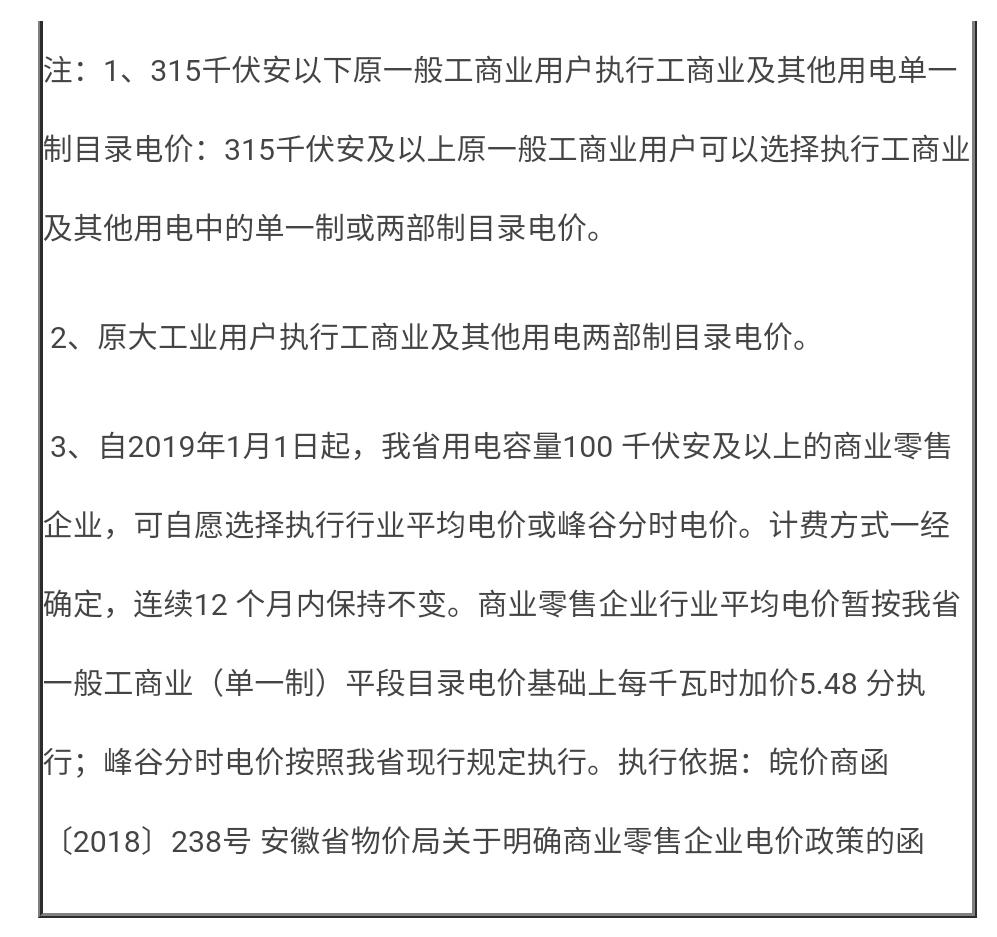 注：1、315千伏安以下原一般工商业用户执行工商业及其他用电单一
制目录电价：315千伏安及以上原一般工商业用户可以选择执行工商业
及其他用电中的单一制或两部制目录电价。
2、原大工业用户执行工商业及其他用电两部制目录电价。
3、自2019年1月1日起，我省用电容量100 千伏安及以上的商业零售
企业，可自愿选择执行行业平均电价或峰谷分时电价。计费方式一经
确定，连续12 个月内保持不变。商业零售企业行业平均电价暂按我省
一般工商业（单一制）平段目录电价基础上每千瓦时加价5.48 分执
行；峰谷分时电价按照我省现行规定执行。执行依据：皖价商函
〔2018〕238号 安徽省物价局关于明确商业零售企业电价政策的函